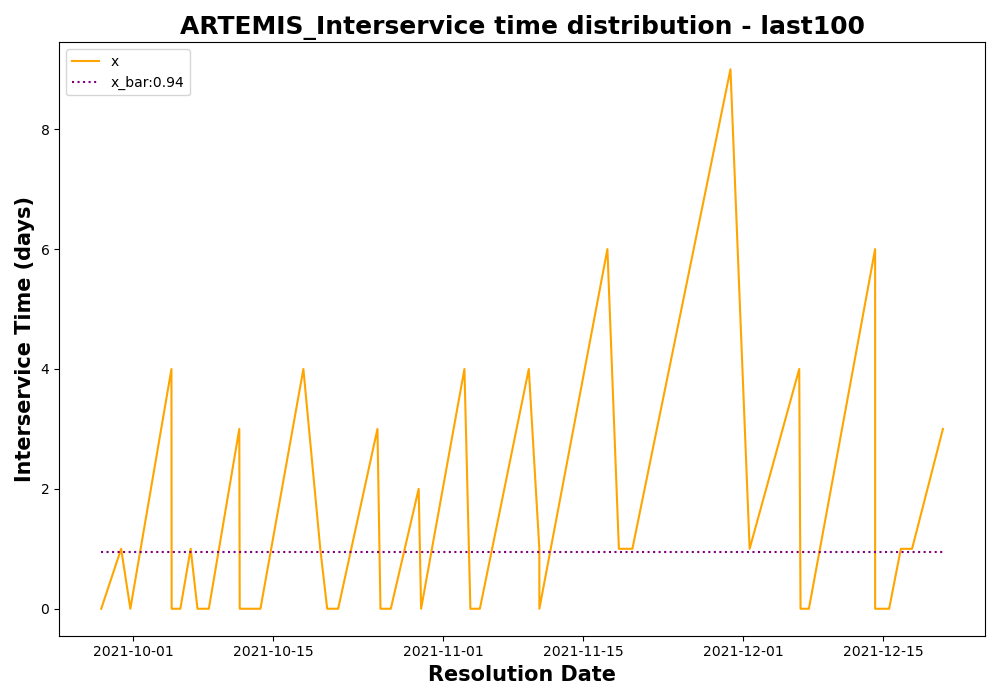 ARTEMIS_Interservice time distribution - last100
x
x_bar:0.94
Interservice Time (days)
8
6
4
2
0
2021-10-01 2021-10-15 2021-11-01 2021-11-15 2021-12-01 2021-12-15
Resolution Date